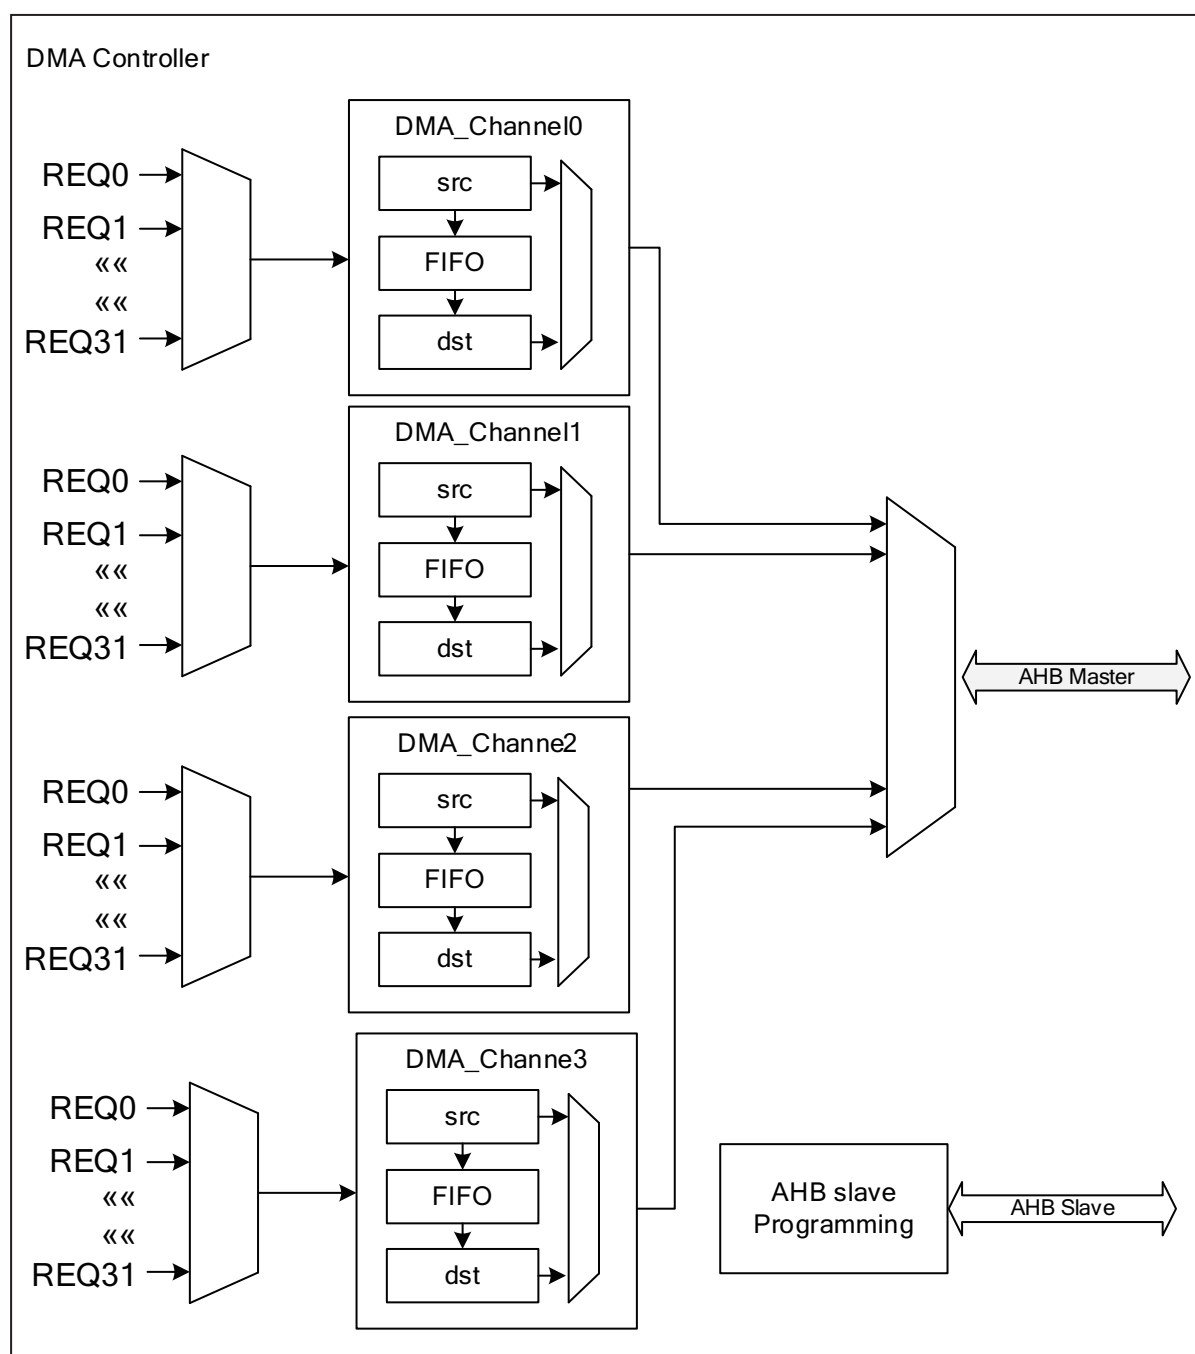 DMA Controller
DMA_Channel0
REQ0
REQ1
««
««
REQ31
src
FIFO
dst
DMA_Channel1
REQ0
REQ1
««
««
REQ31
src
FIFO
dst
AHB Master
DMA_Channe2
REQ0
REQ1
««
««
REQ31
src
FIFO
dst
DMA_Channe3
REQ0
REQ1
««
««
REQ31
src
FIFO
dst
AHB slave
Programming
AHB Slave